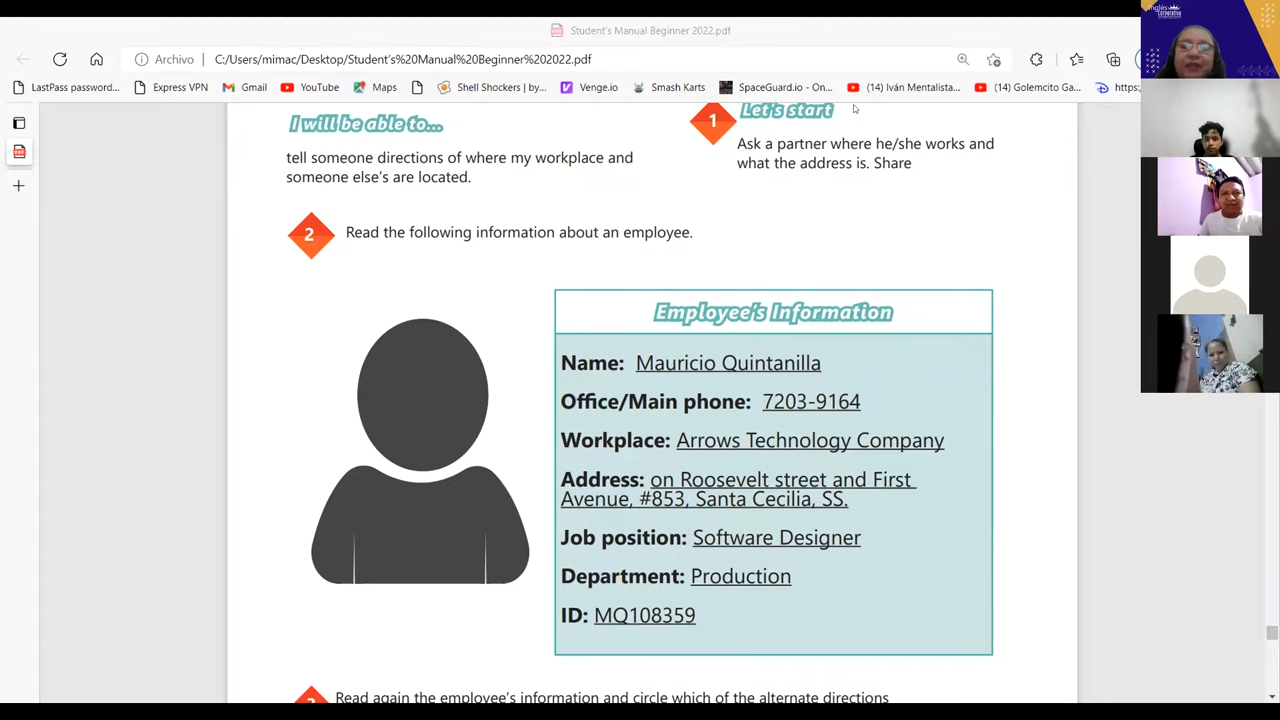 Student's Manual Beginner 2022.pdf
Archivo
C:/Users/mimac/Desktop/Student's%20Manual%20Beginner%202022.pdf
LastPass password...
Express VPN
Gmail
YouTube
Maps
Shell Shockers | by...
Venge.io
Smash Karts
SpaceGuard.io - On...
(14) Iván Mentalista...
(14) Golemcito Ga...
https;
inglés
corporativo
I will be able to...
tell someone directions of where my workplace and
someone else's are located.
1
Let's start
Ask a partner where he/she works and
what the address is. Share
2
Read the following information about an employee.
Employee's Information
Name: Mauricio Quintanilla
Office/Main phone: 7203-9164
Workplace: Arrows Technology Company
Address: on Roosevelt street and First
Avenue, #853, Santa Cecilia, SS.
Job position: Software Designer
Department: Production
ID: MQ108359
Read again the employee's information and circle which of the alternate directions